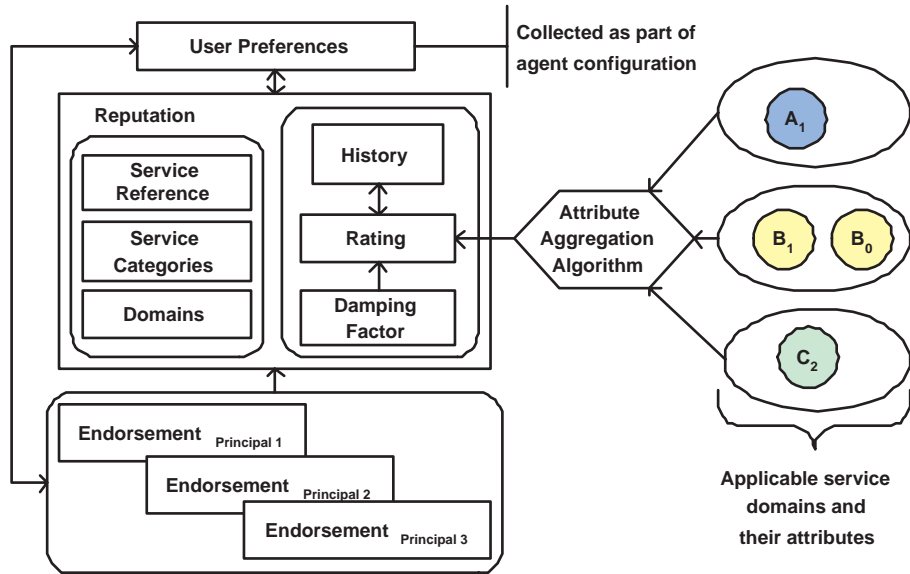 User Preferences
Collected as part of
agent configuration
Reputation
Service
Reference
Service
Categories
Domains
History
Rating
Damping
Factor
Attribute
Aggregation
Algorithm
A1
B1
B0
C2
Endorsement Principal 1
Endorsement Principal 2
Endorsement Principal 3
Applicable service
domains and
their attributes